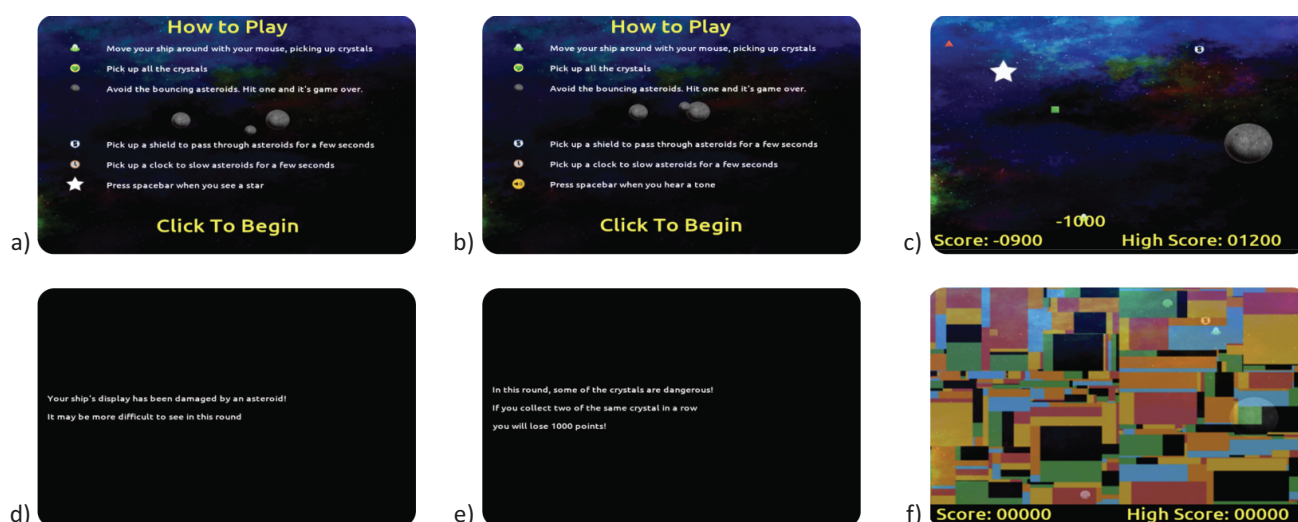 How to Play
Move your ship around with your mouse, picking up crystals
Pick up all the crystals
Avoid the bouncing asteroids. Hit one and it's game over.
Pick up a shield to pass through asteroids for a few seconds
Pick up a clock to slow asteroids for a few seconds
Press spacebar when you see a star
Click To Begin
a)
How to Play
Move your ship around with your mouse, picking up crystals
Pick up all the crystals
Avoid the bouncing asteroids. Hit one and it's game over.
Pick up a shield to pass through asteroids for a few seconds
Pick up a clock to slow asteroids for a few seconds
Press spacebar when you hear a tone
Click To Begin
b)
S
-1000
Score: -0900 High Score: 01200
c)
Your ship's display has been damaged by an asteroid!
It may be more difficult to see in this round
d)
In this round, some of the crystals are dangerous!
If you collect two of the same crystal in a row
you will lose 1000 points!
e)
S
Score: 00000 High Score: 00000
f)